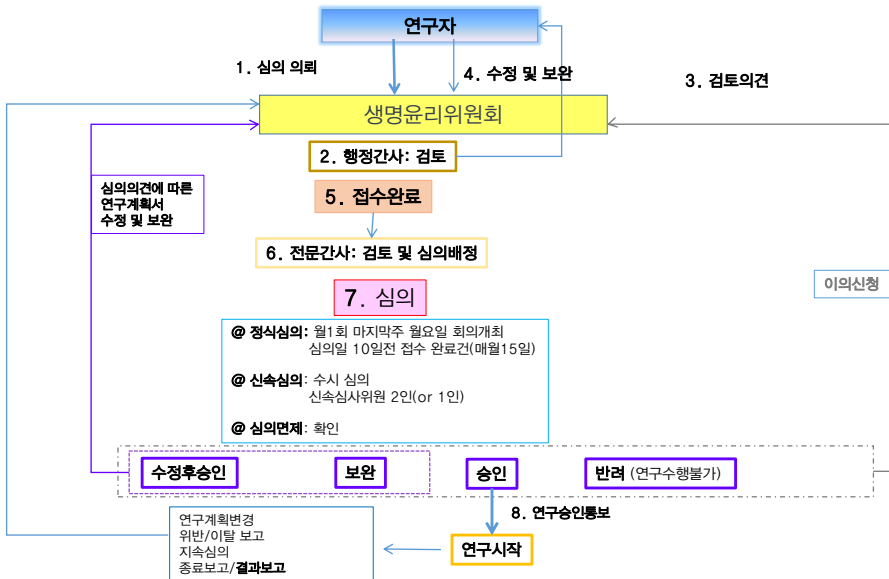 연구자
1. 심의 의뢰
4. 수정 및 보완
3. 검토의견
생명윤리위원회
2. 행정간사: 검토
심의의견에 따른
연구계획서
수정 및 보완
5. 접수완료
6. 전문간사: 검토 및 심의배정
이의신청
7. 심의
@ 정식심의: 월1회 마지막주 월요일 회의개최
심의일 10일전 접수 완료건(매월15일)
@ 신속심의: 수시 심의
신속심사위원 2인(or 1인)
@ 심의면제: 확인
수정후승인
보완
승인
반려 (연구수행불가)
8. 연구승인통보
연구계획변경
위반/이탈 보고
지속심의
종료보고/결과보고
연구시작